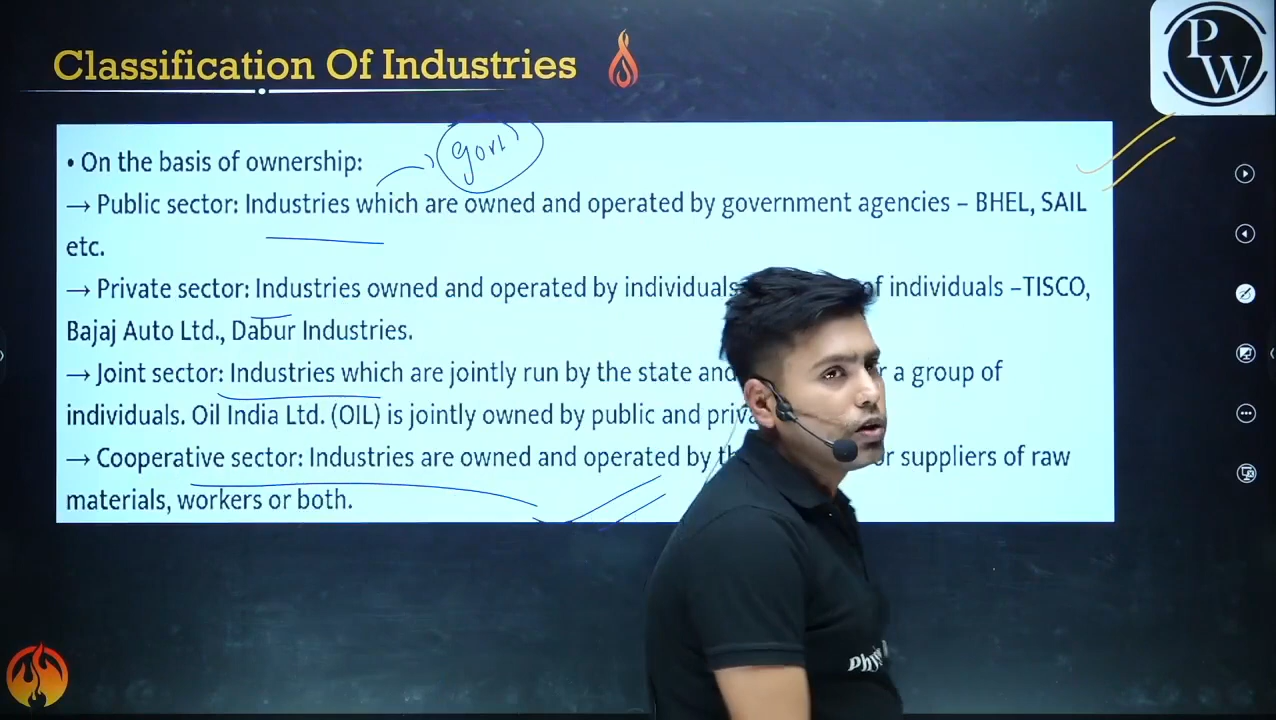 Classification Of Industries
P
W
govt
• On the basis of ownership:
→ Public sector: Industries which are owned and operated by government agencies – BHEL, SAIL
etc.
→ Private sector: Industries owned and operated by individuals of individuals –TISCO,
Bajaj Auto Ltd., Dabur Industries.
→ Joint sector: Industries which are jointly run by the state and a group of
individuals. Oil India Ltd. (OIL) is jointly owned by public and
→ Cooperative sector: Industries are owned and operated by suppliers of raw
materials, workers or both.